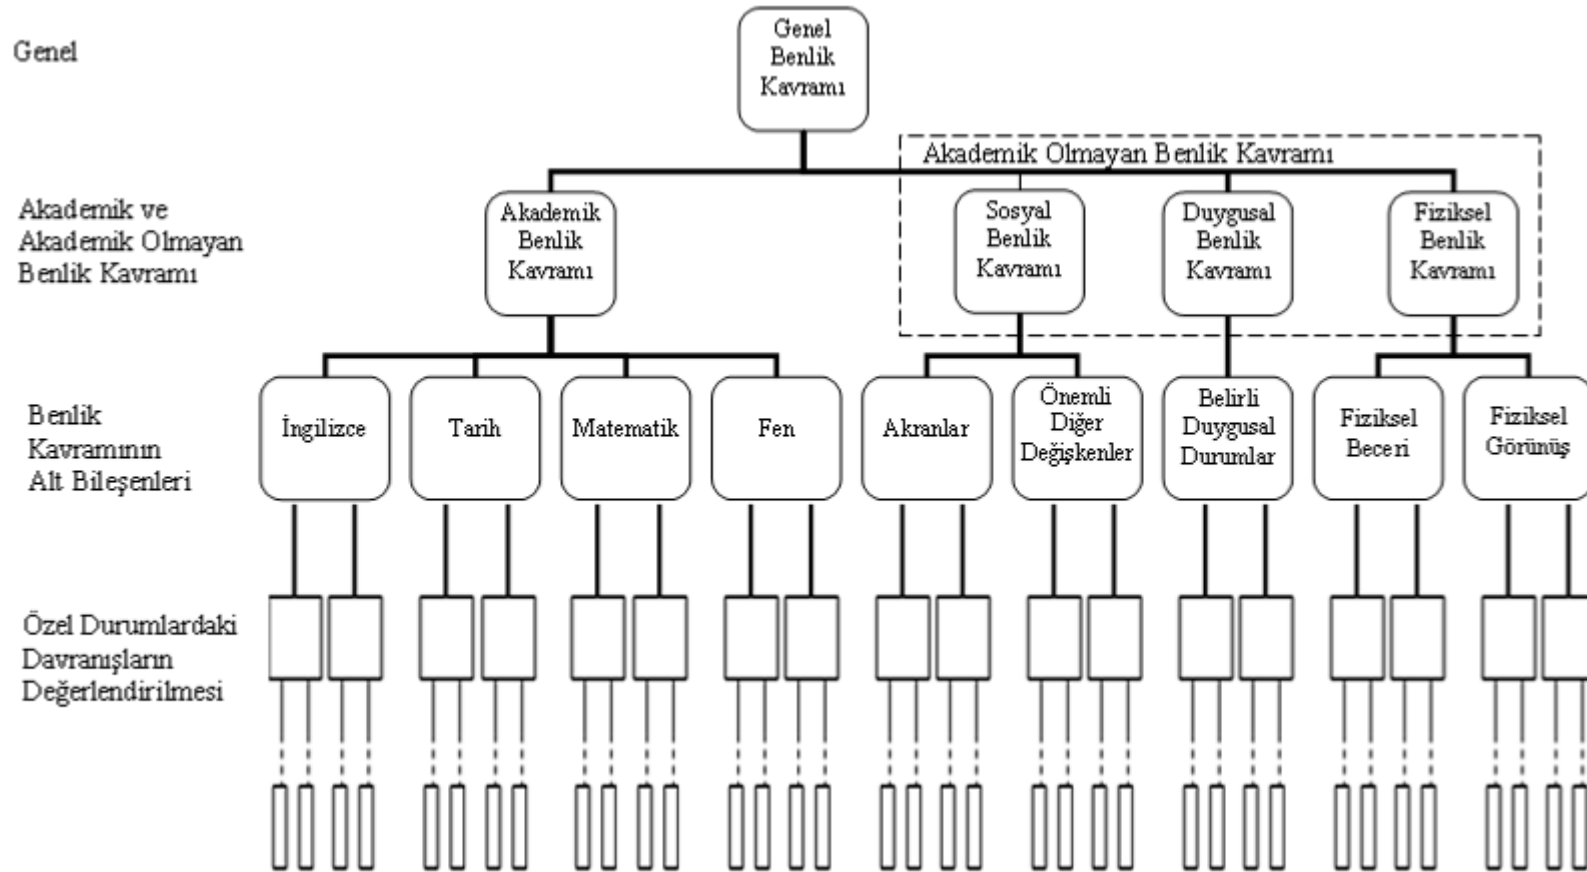 Genel
Genel
Benlik
Kavramı
Akademik Olmayan Benlik Kavramı
Akademik ve
Akademik Olmayan
Benlik Kavramı
Akademik
Benlik
Kavramı
Sosyal
Benlik
Kavramı
Duygusal
Benlik
Kavramı
Fiziksel
Benlik
Kavramı
Benlik
Kavramının
Alt Bileşenleri
İngilizce
Tarih
Matematik
Fen
Akranlar
Önemli
Diğer
Değişkenler
Belirli
Duygusal
Durumlar
Fiziksel
Beceri
Fiziksel
Görünüş
Özel Durumlardaki
Davranışların
Değerlendirilmesi